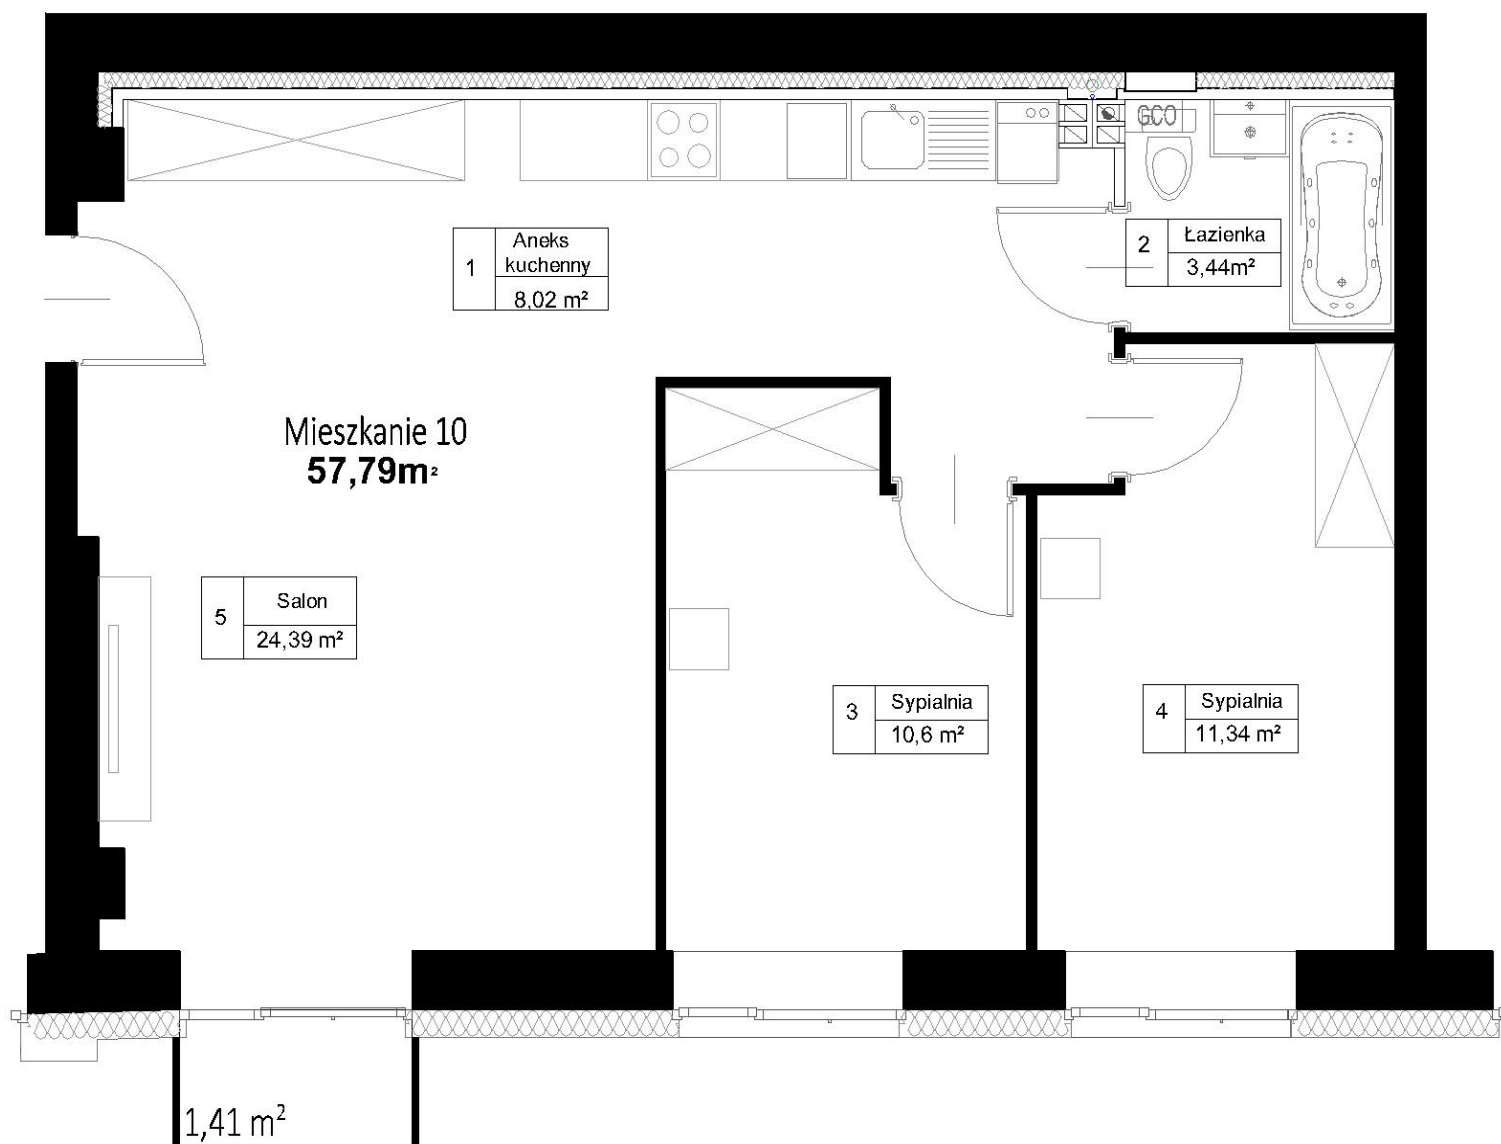 GCO
1
Aneks
kuchenny
8,02 m²
2
Łazienka
3,44m²
Mieszkanie 10
57,79m²
5
Salon
24,39 m²
3
Sypialnia
10,6 m²
4
Sypialnia
11,34 m²
1,41 m²